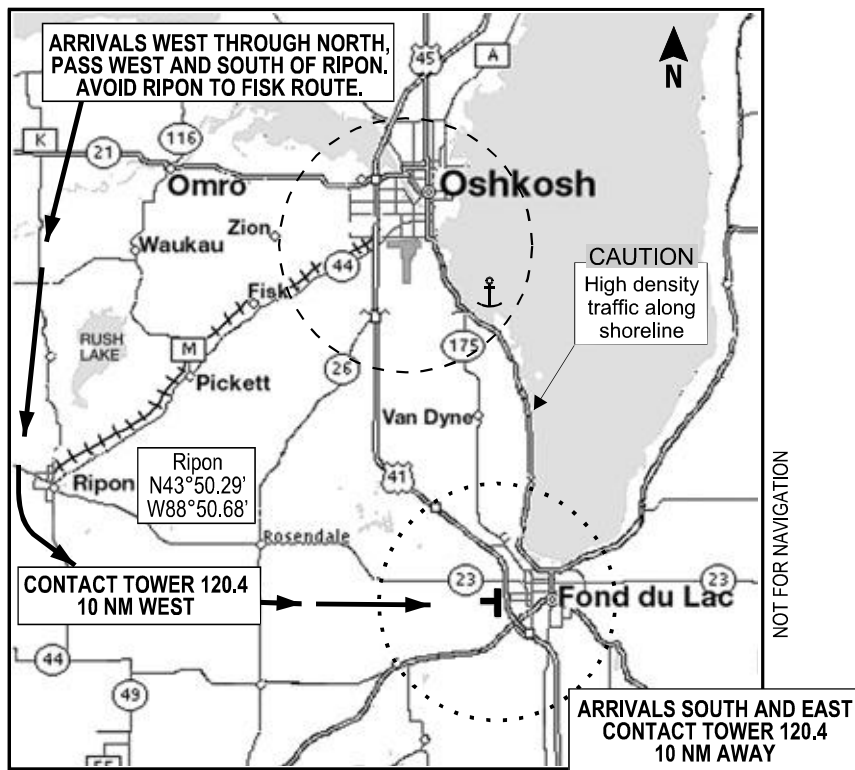 ARRIVALS WEST THROUGH NORTH,
PASS WEST AND SOUTH OF RIPON.
AVOID RIPON TO FISK ROUTE.
45
A
N
K
116
21
Omro
Oshkosh
Zion
Waukau
44
CAUTION
High density
traffic along
shoreline
Fisk
RUSH
LAKE
M
175
Pickett
26
Van Dyne
Ripon
N43°50.29'
W88°50.68'
41
Ripon
Rosendale
NOT FOR NAVIGATION
CONTACT TOWER 120.4
10 NM WEST
23
Fond du Lac
23
44
49
ARRIVALS SOUTH AND EAST
CONTACT TOWER 120.4
10 NM AWAY